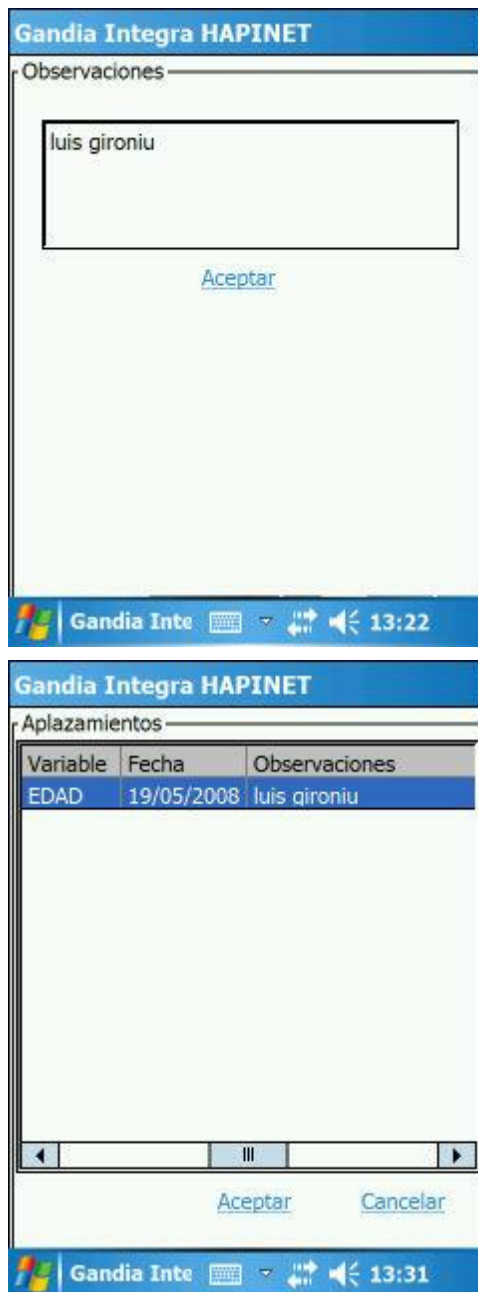 Gandia Integra HAPINET
Observaciones
luis gironiu
Aceptar
Gandia Inte 13:22
Gandia Integra HAPINET
Aplazamientos
Variable Fecha Observaciones
EDAD 19/05/2008 luis gironiu
Aceptar Cancelar
Gandia Inte 13:31